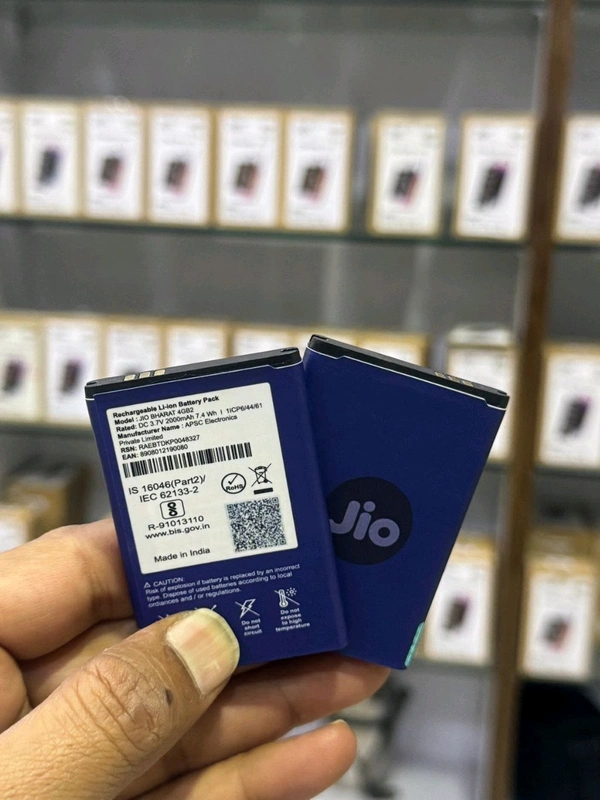 Rechargeable Li-ion Battery Pack
Model : JIO BHARAT 4GB2
Rated: DC 3.7V 2000mAh 7.4 Wh | 1ICP6/44/61
Manufacturer Name : APSC Electronics
Private Limited
RSN: RAEBTDKP0048327
EAN: 8908012190080
IS 16046(Part2)/
IEC 62133-2
RoHS
R-91013110
www.bis.gov.in
Made in India
CAUTION:
Risk of explosion if battery is replaced by an incorrect
type. Dispose of used batteries according to local
ordiances and / or regulations.
Do not
short
circuit
Do not
expose
to high
temperature
Jio